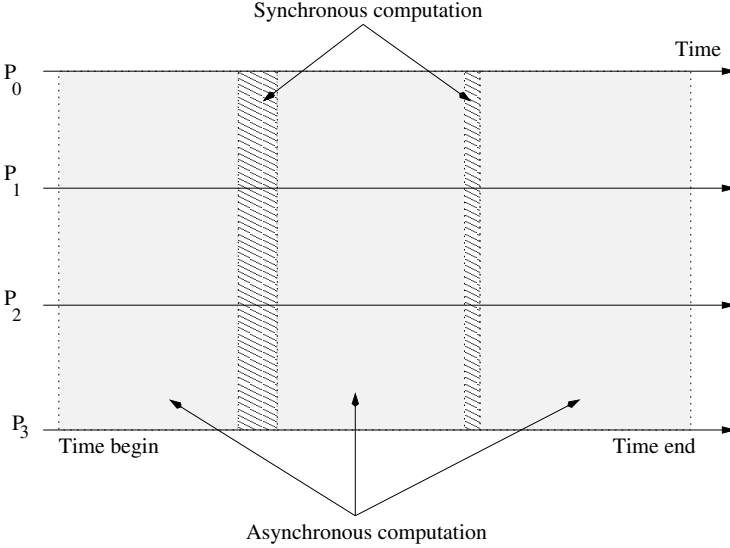 Synchronous computation
Time
P0
P1
P2
P3
Time begin
Time end
Asynchronous computation